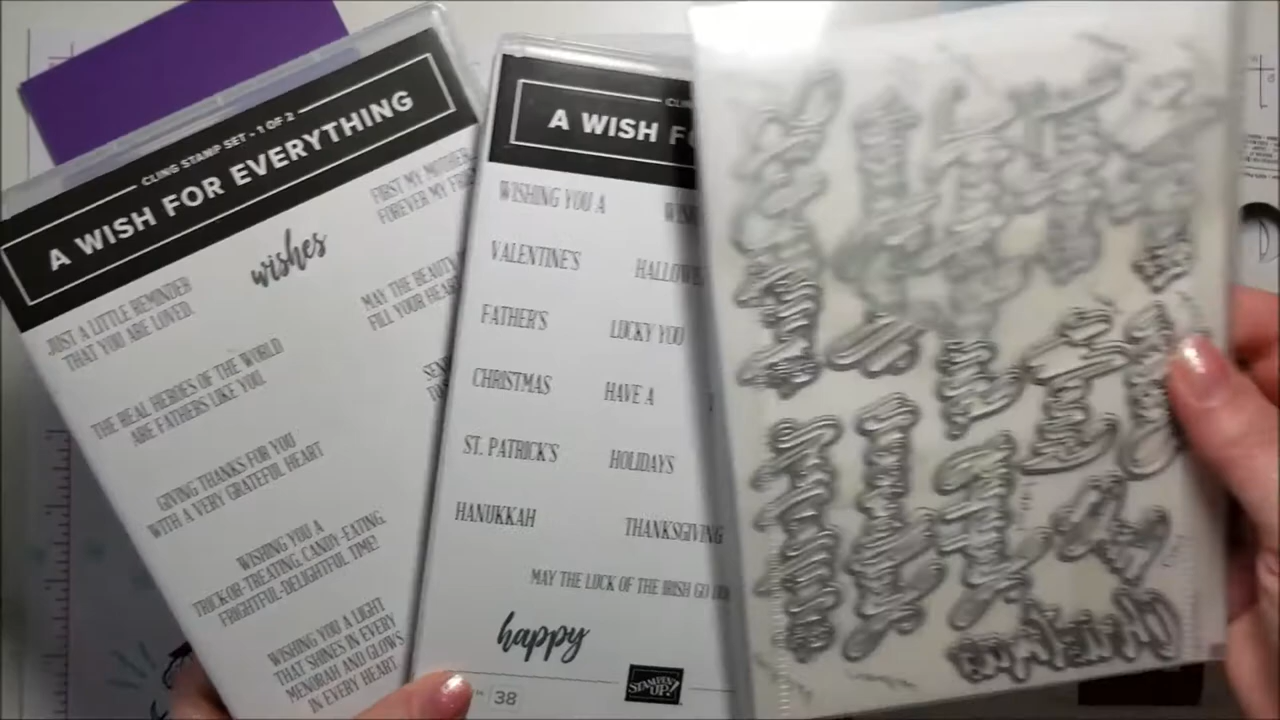 CLING STAMP SET • 1 OF 2
A WISH FOR EVERYTHING
FIRST MY MOTHER
FOREVER MY
wishes
JUST A LITTLE REMINDER
THAT YOU ARE LOVED.
MAY THE BEAUTY
FILL YOUR
THE REAL HEROES OF THE WORLD
ARE FATHERS LIKE YOU.
GIVING THANKS FOR YOU
WITH A VERY GRATEFUL HEART
WISHING YOU A
TRICK-OR-TREATING, CANDY-EATING
FRIGHTFUL-DELIGHTFUL TIME!
WISHING YOU A LIGHT
THAT SHINES IN EVERY
MENORAH AND GLOWS
IN EVERY HEART.
A WISH
WISHING YOU A
VALENTINE'S
FATHER'S
LUCKY YOU
CHRISTMAS
HAVE A
ST. PATRICK'S
HOLIDAYS
HANUKKAH
THANKSGIVING
MAY THE LUCK OF THE IRISH GO
happy
STAMPIN' UP!
38